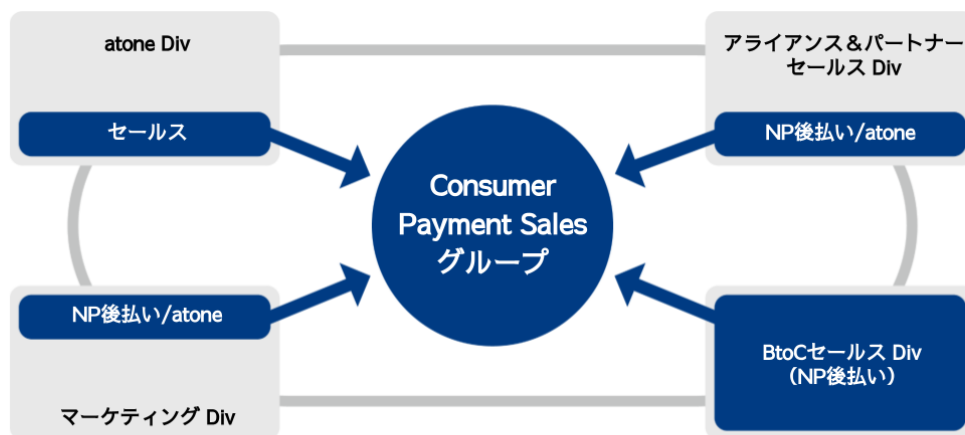 atone Div
セールス
アライアンス＆パートナー
セールス Div
NP後払い/atone
Consumer
Payment Sales
グループ
NP後払い/atone
マーケティング Div
BtoCセールス Div
（NP後払い）